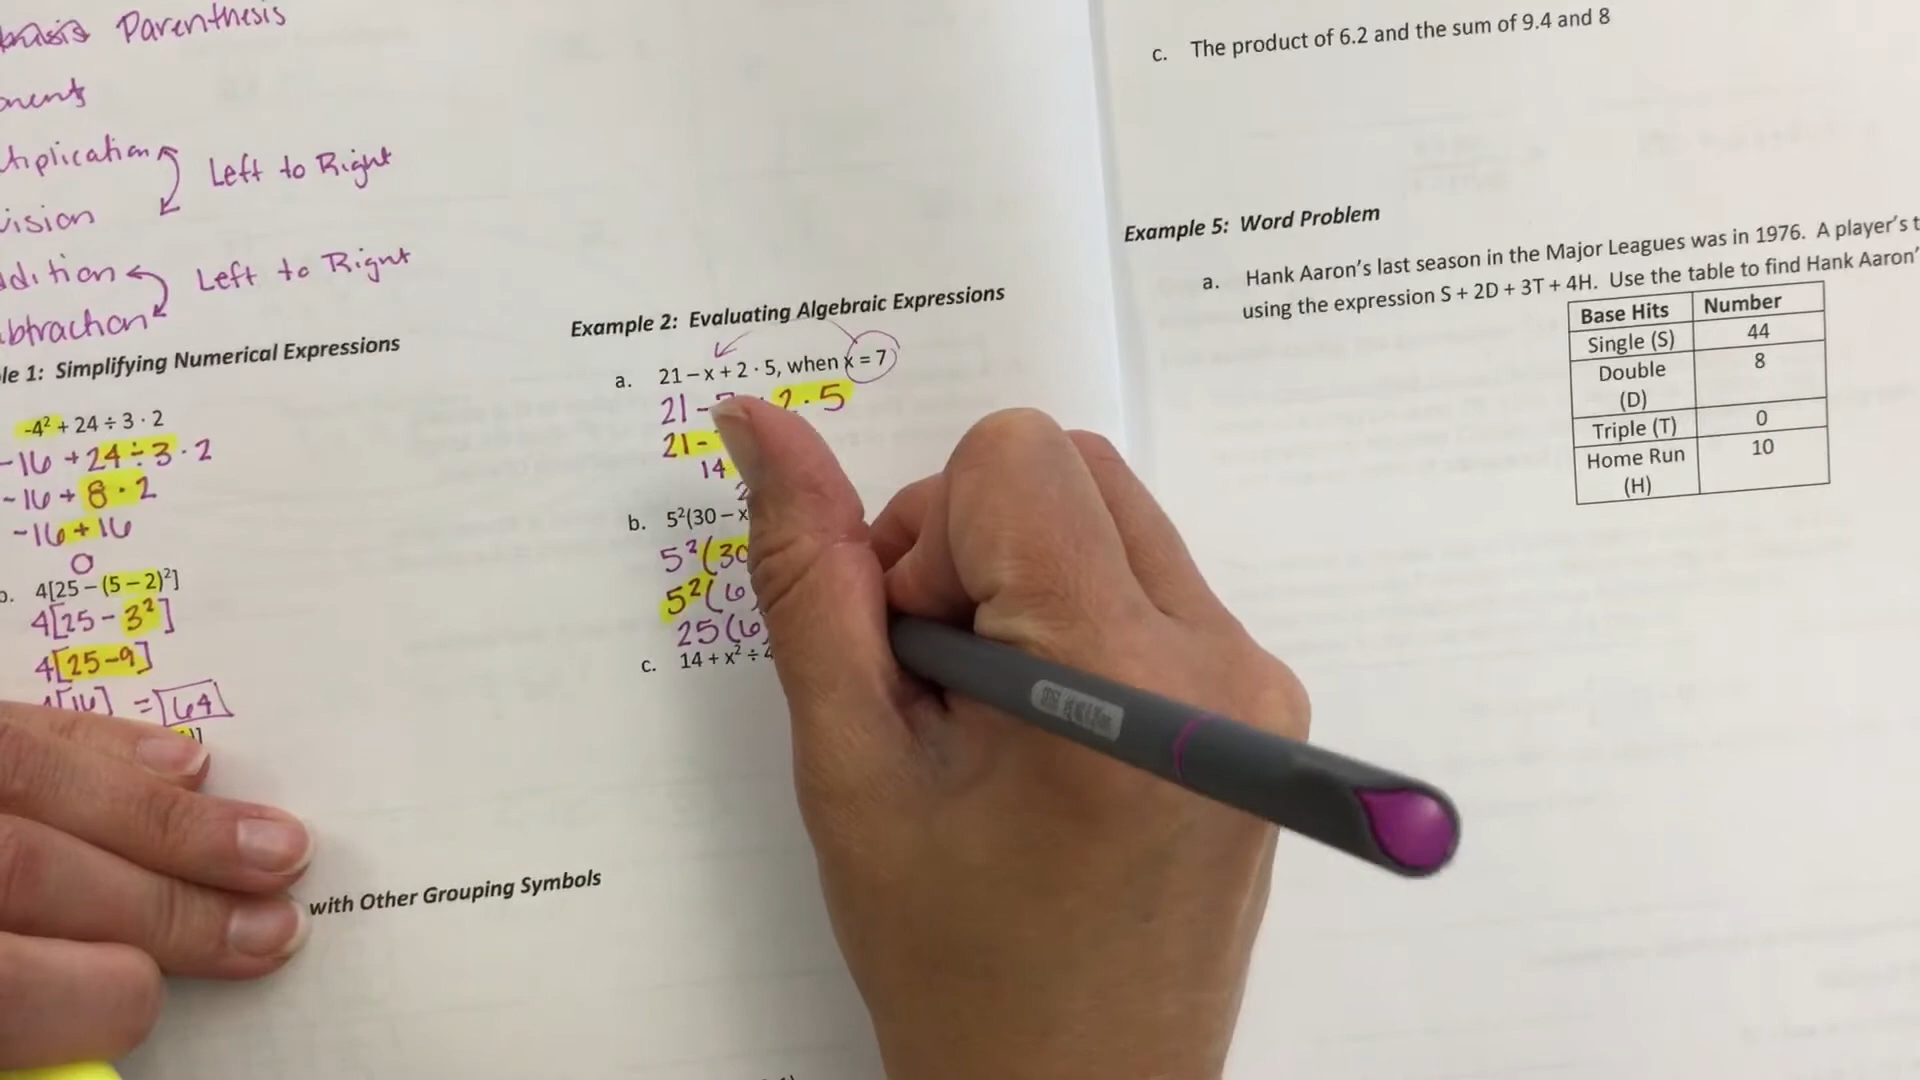 Parenthesis
Left to Right
Left to Right
Example 1: Simplifying Numerical Expressions
-4² + 24 ÷ 3 · 2
-16 + 24 ÷ 3 · 2
-16 + 8 · 2
-16 + 16
0
4[25 – (5 – 2)²]
4[25 - 3²]
4[25-9]
= 64
with Other Grouping Symbols
Example 2: Evaluating Algebraic Expressions
a. 21 – x + 2 · 5, when x = 7
21 - 2 · 5
21 -
14
b. 5²(30 – x
5²(30
5²(6)
25(6)
c. 14 + x² ÷ 4
c. The product of 6.2 and the sum of 9.4 and 8
Example 5: Word Problem
a. Hank Aaron's last season in the Major Leagues was in 1976. A player's t
using the expression S + 2D + 3T + 4H. Use the table to find Hank Aaron'
Base Hits Number
Single (S) 44
Double (D) 8
Triple (T) 0
Home Run (H) 10